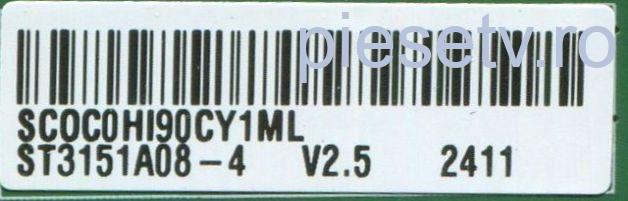 piesetv.ro
SCOC0HI90CY1ML
ST3151A08-4 V2.5 2411